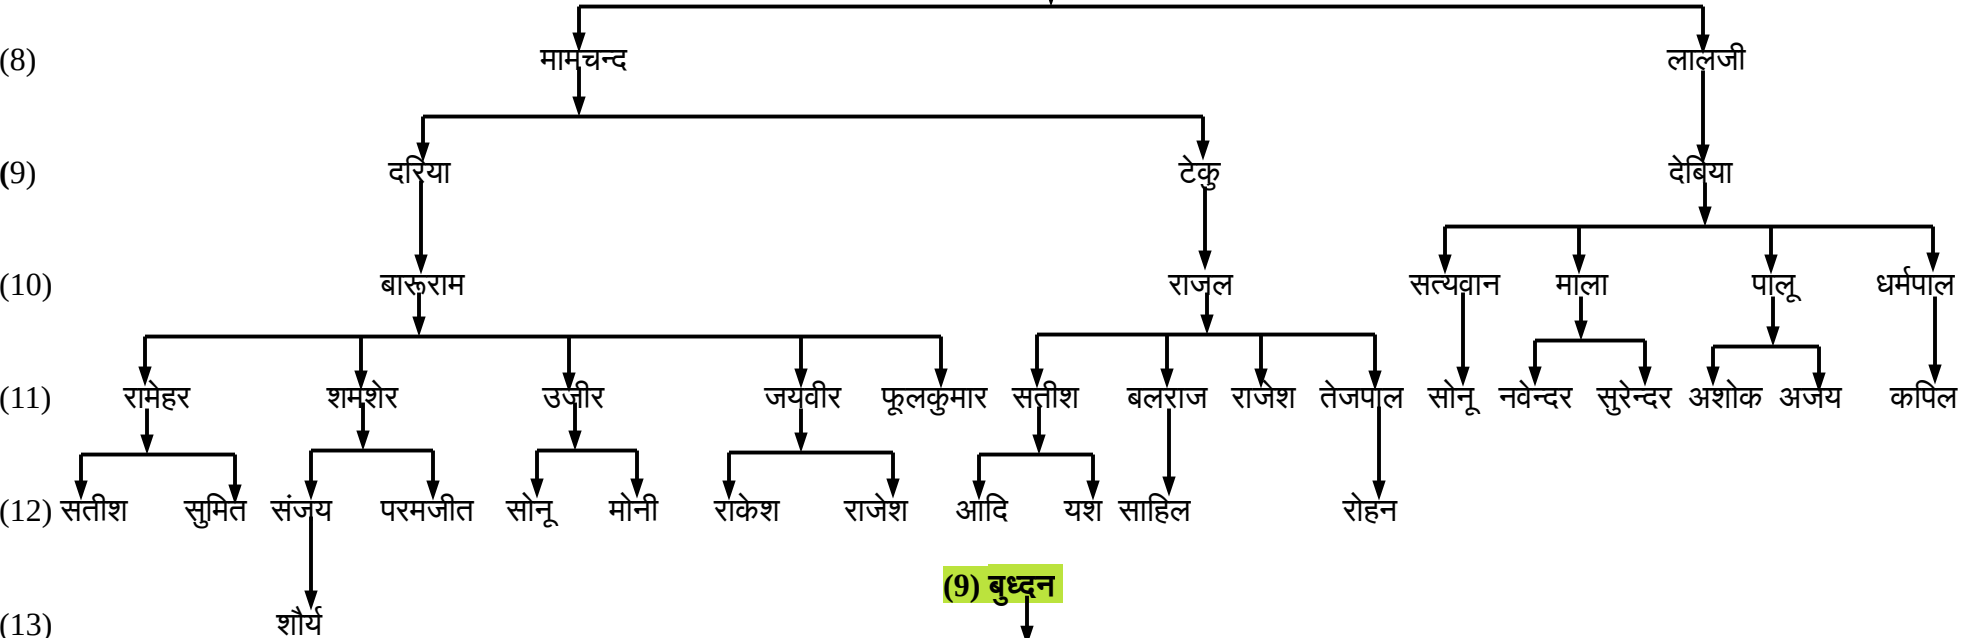 (8) मामचन्द लालजी
(9) दरिया टेकु देबिया
(10) बारूराम राजल सत्यवान माला पालू धर्मपाल
(11) रामेहर शमशेर उजीर जयवीर फूलकुमार सतीश बलराज राजेश तेजपाल सोनू नवेन्दर सुरेन्दर अशोक अजय कपिल
(12) सतीश सुमित संजय परमजीत सोनू मोनी राकेश राजेश आदि यश साहिल रोहन
(9) बुध्दन
(13) शौर्य